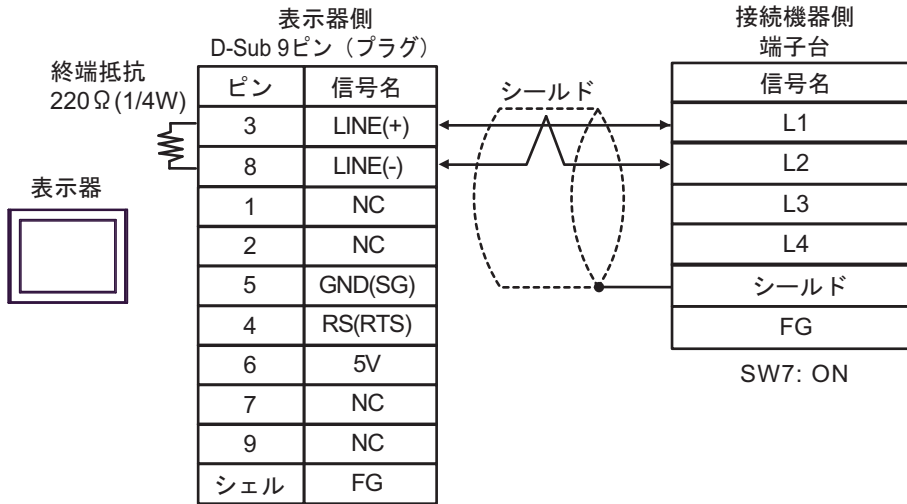 表示器側
D-Sub 9ピン（プラグ）
終端抵抗
220Ω(1/4W)
表示器
ピン 信号名
3 LINE(+)
8 LINE(-)
1 NC
2 NC
5 GND(SG)
4 RS(RTS)
6 5V
7 NC
9 NC
シェル FG
シールド
接続機器側
端子台
信号名
L1
L2
L3
L4
シールド
FG
SW7: ON